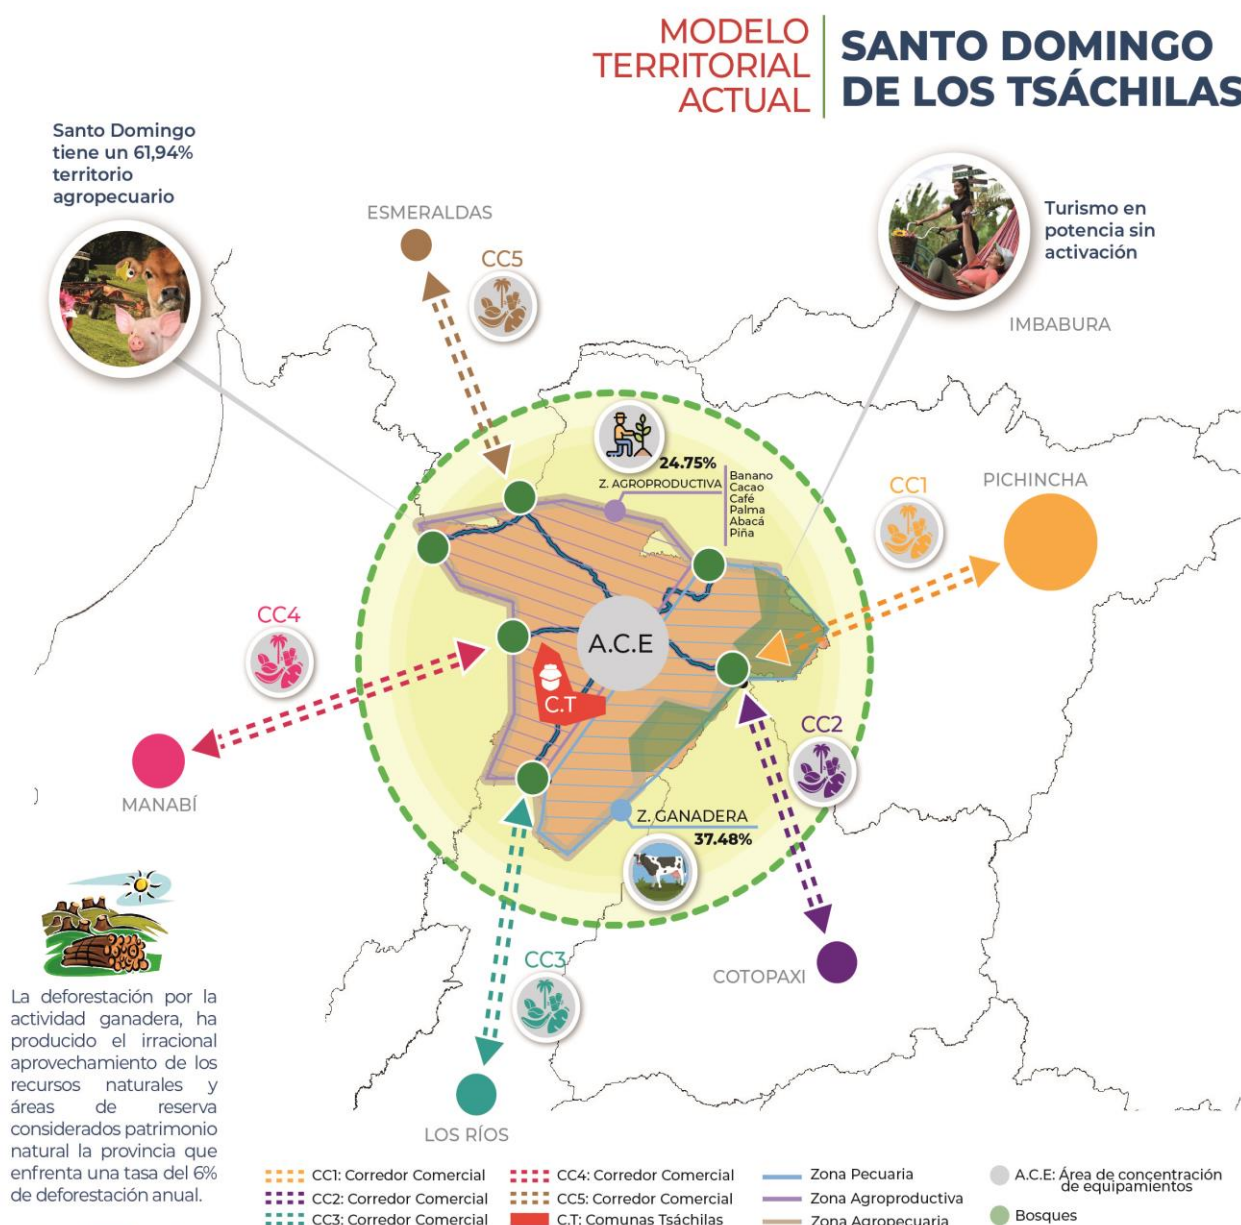 MODELO
TERRITORIAL
ACTUAL
SANTO DOMINGO
DE LOS TSÁCHILAS
Santo Domingo
tiene un 61,94%
territorio
agropecuario
ESMERALDAS
CC5
Turismo en
potencia sin
activación
IMBABURA
24.75%
Z. AGROPRODUCTIVA
Banano
Cacao
Café
Palma
Abacá
Piña
CC1
PICHINCHA
CC4
A.C.E
C.T
CC2
MANABÍ
Z. GANADERA
37.48%
CC3
COTOPAXI
LOS RÍOS
La deforestación por la
actividad ganadera, ha
producido el irracional
aprovechamiento de los
recursos naturales y
áreas de reserva
considerados patrimonio
natural la provincia que
enfrenta una tasa del 6%
de deforestación anual.
CC1: Corredor Comercial
CC2: Corredor Comercial
CC3: Corredor Comercial
CC4: Corredor Comercial
CC5: Corredor Comercial
C.T: Comunas Tsáchilas
Zona Pecuaria
Zona Agroproductiva
Zona Agropecuaria
A.C.E: Área de concentración
de equipamientos
Bosques